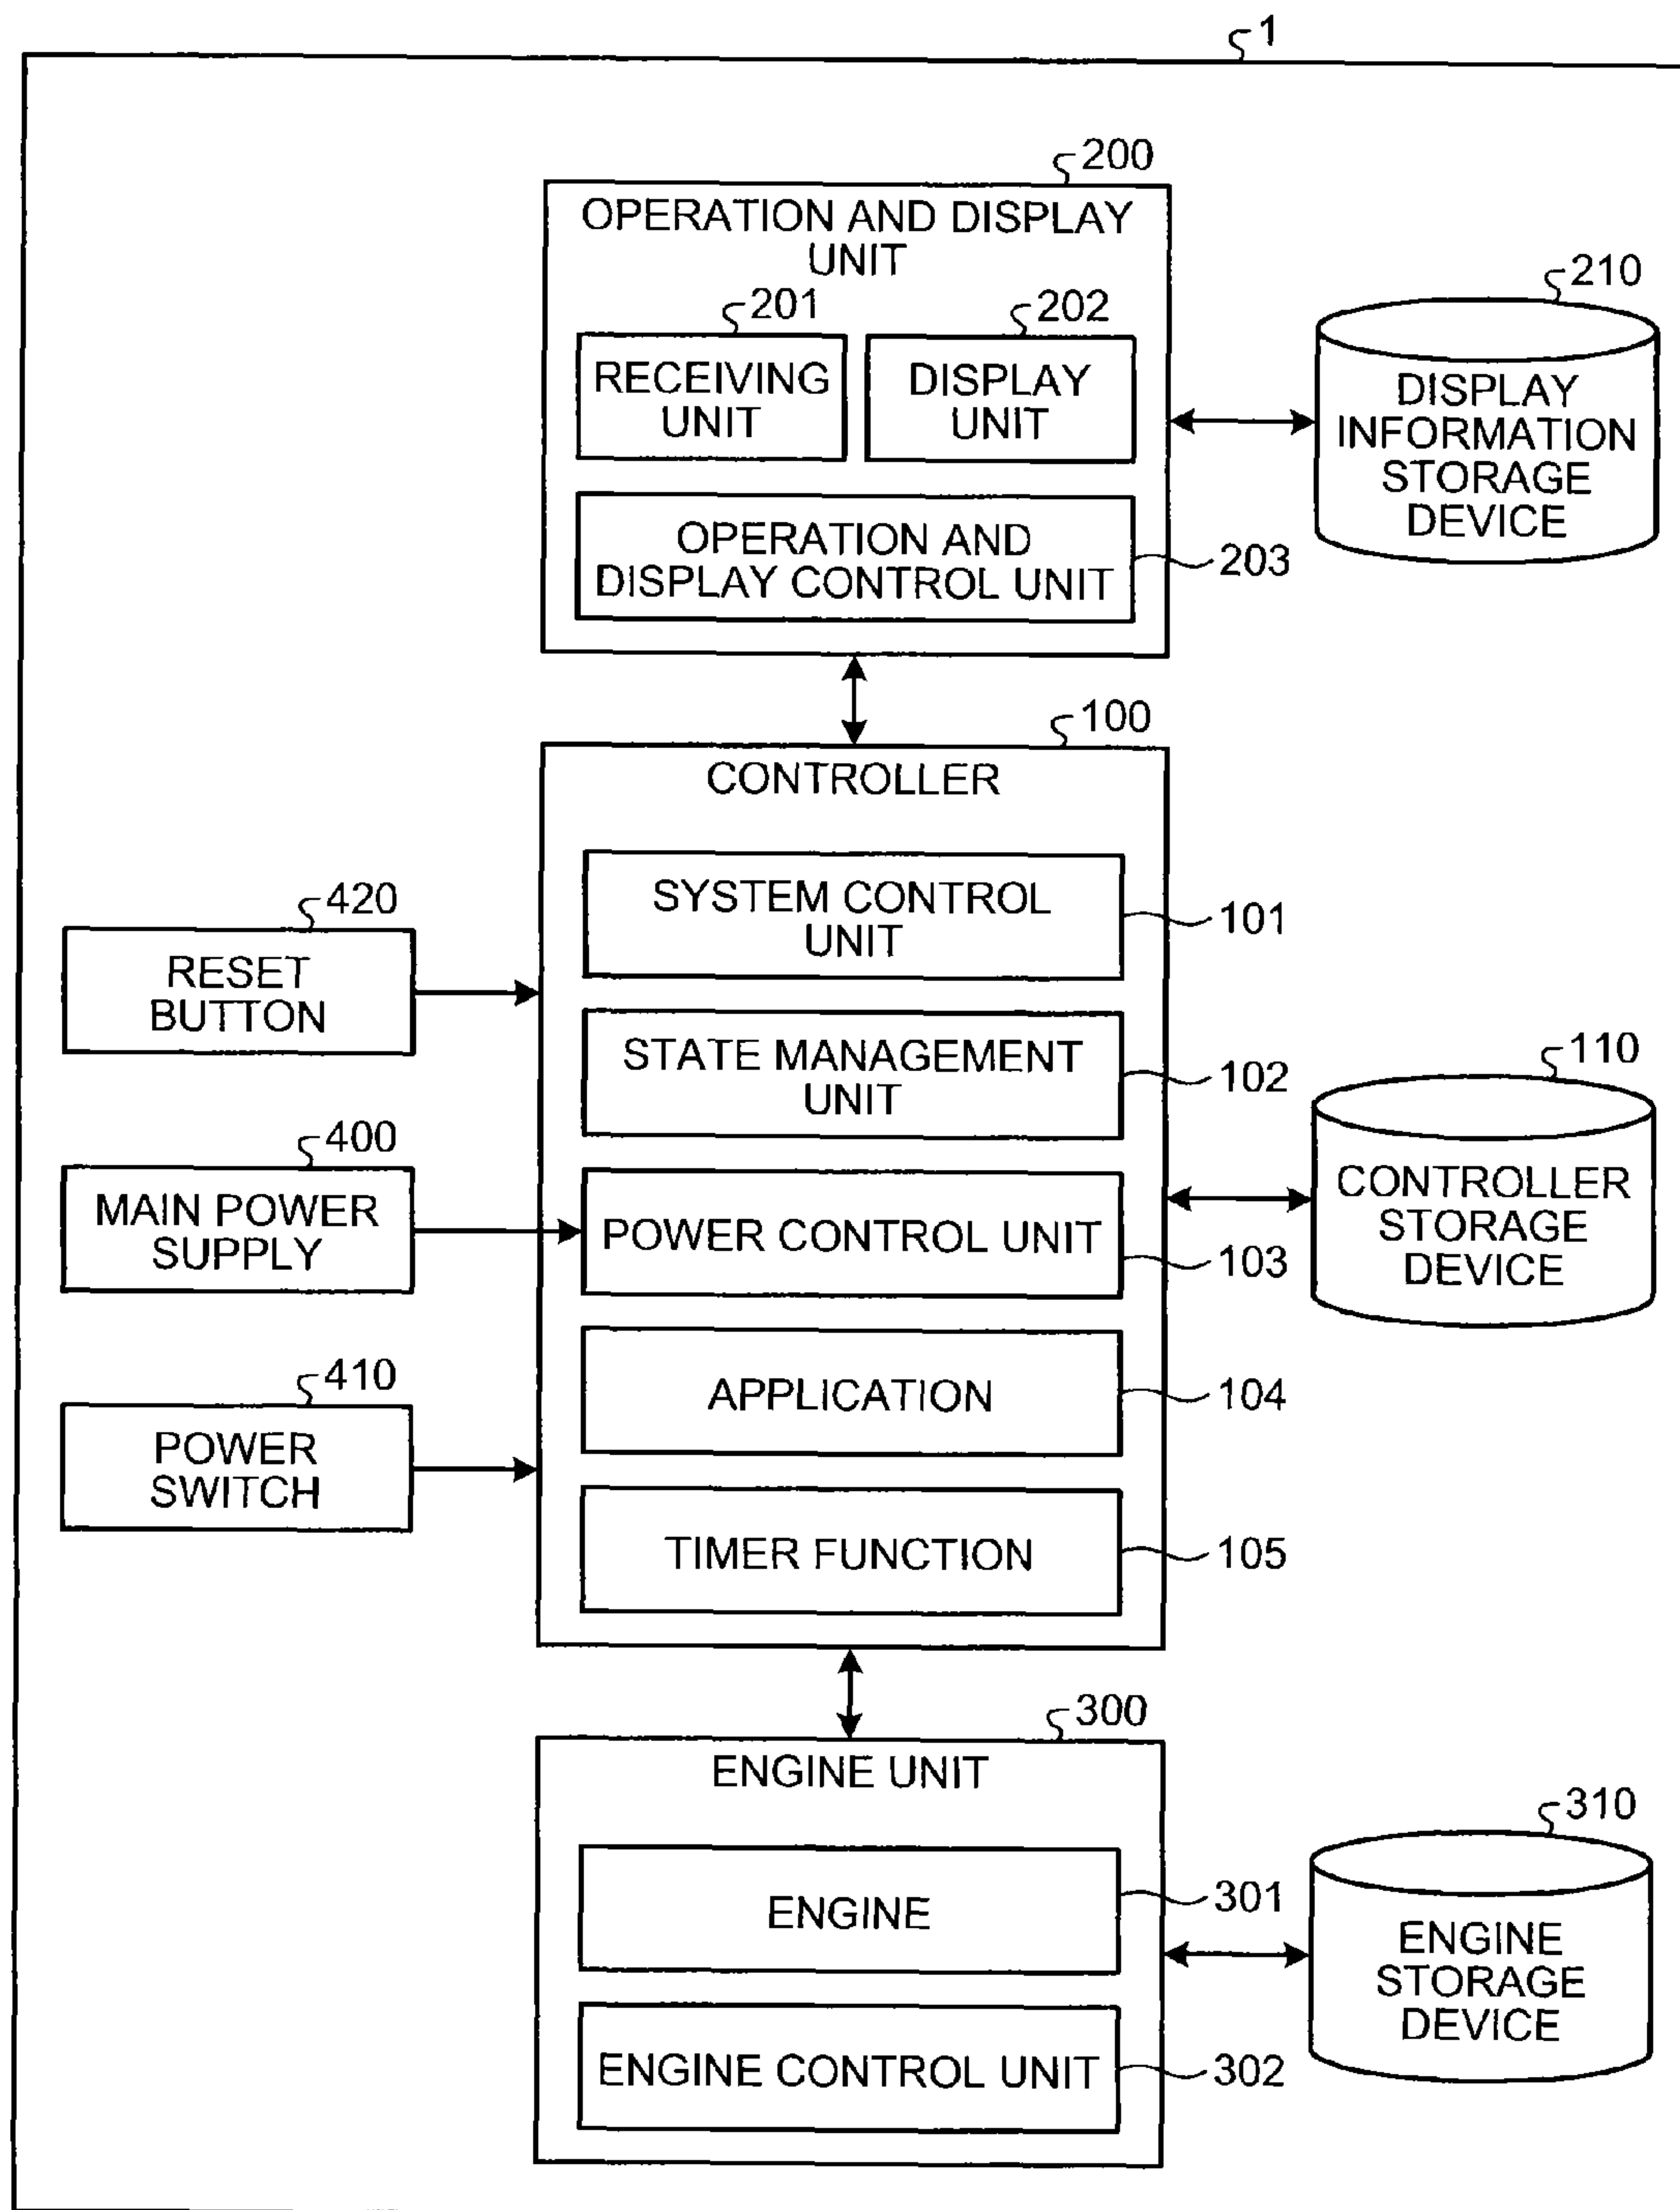 1
200
OPERATION AND DISPLAY
UNIT
201
202
RECEIVING
UNIT
DISPLAY
UNIT
OPERATION AND
DISPLAY CONTROL UNIT
203
210
DISPLAY
INFORMATION
STORAGE
DEVICE
100
CONTROLLER
SYSTEM CONTROL
UNIT
101
STATE MANAGEMENT
UNIT
102
POWER CONTROL UNIT
103
APPLICATION
104
TIMER FUNCTION
105
420
RESET
BUTTON
400
MAIN POWER
SUPPLY
410
POWER
SWITCH
110
CONTROLLER
STORAGE
DEVICE
300
ENGINE UNIT
ENGINE
301
ENGINE CONTROL UNIT
302
310
ENGINE
STORAGE
DEVICE